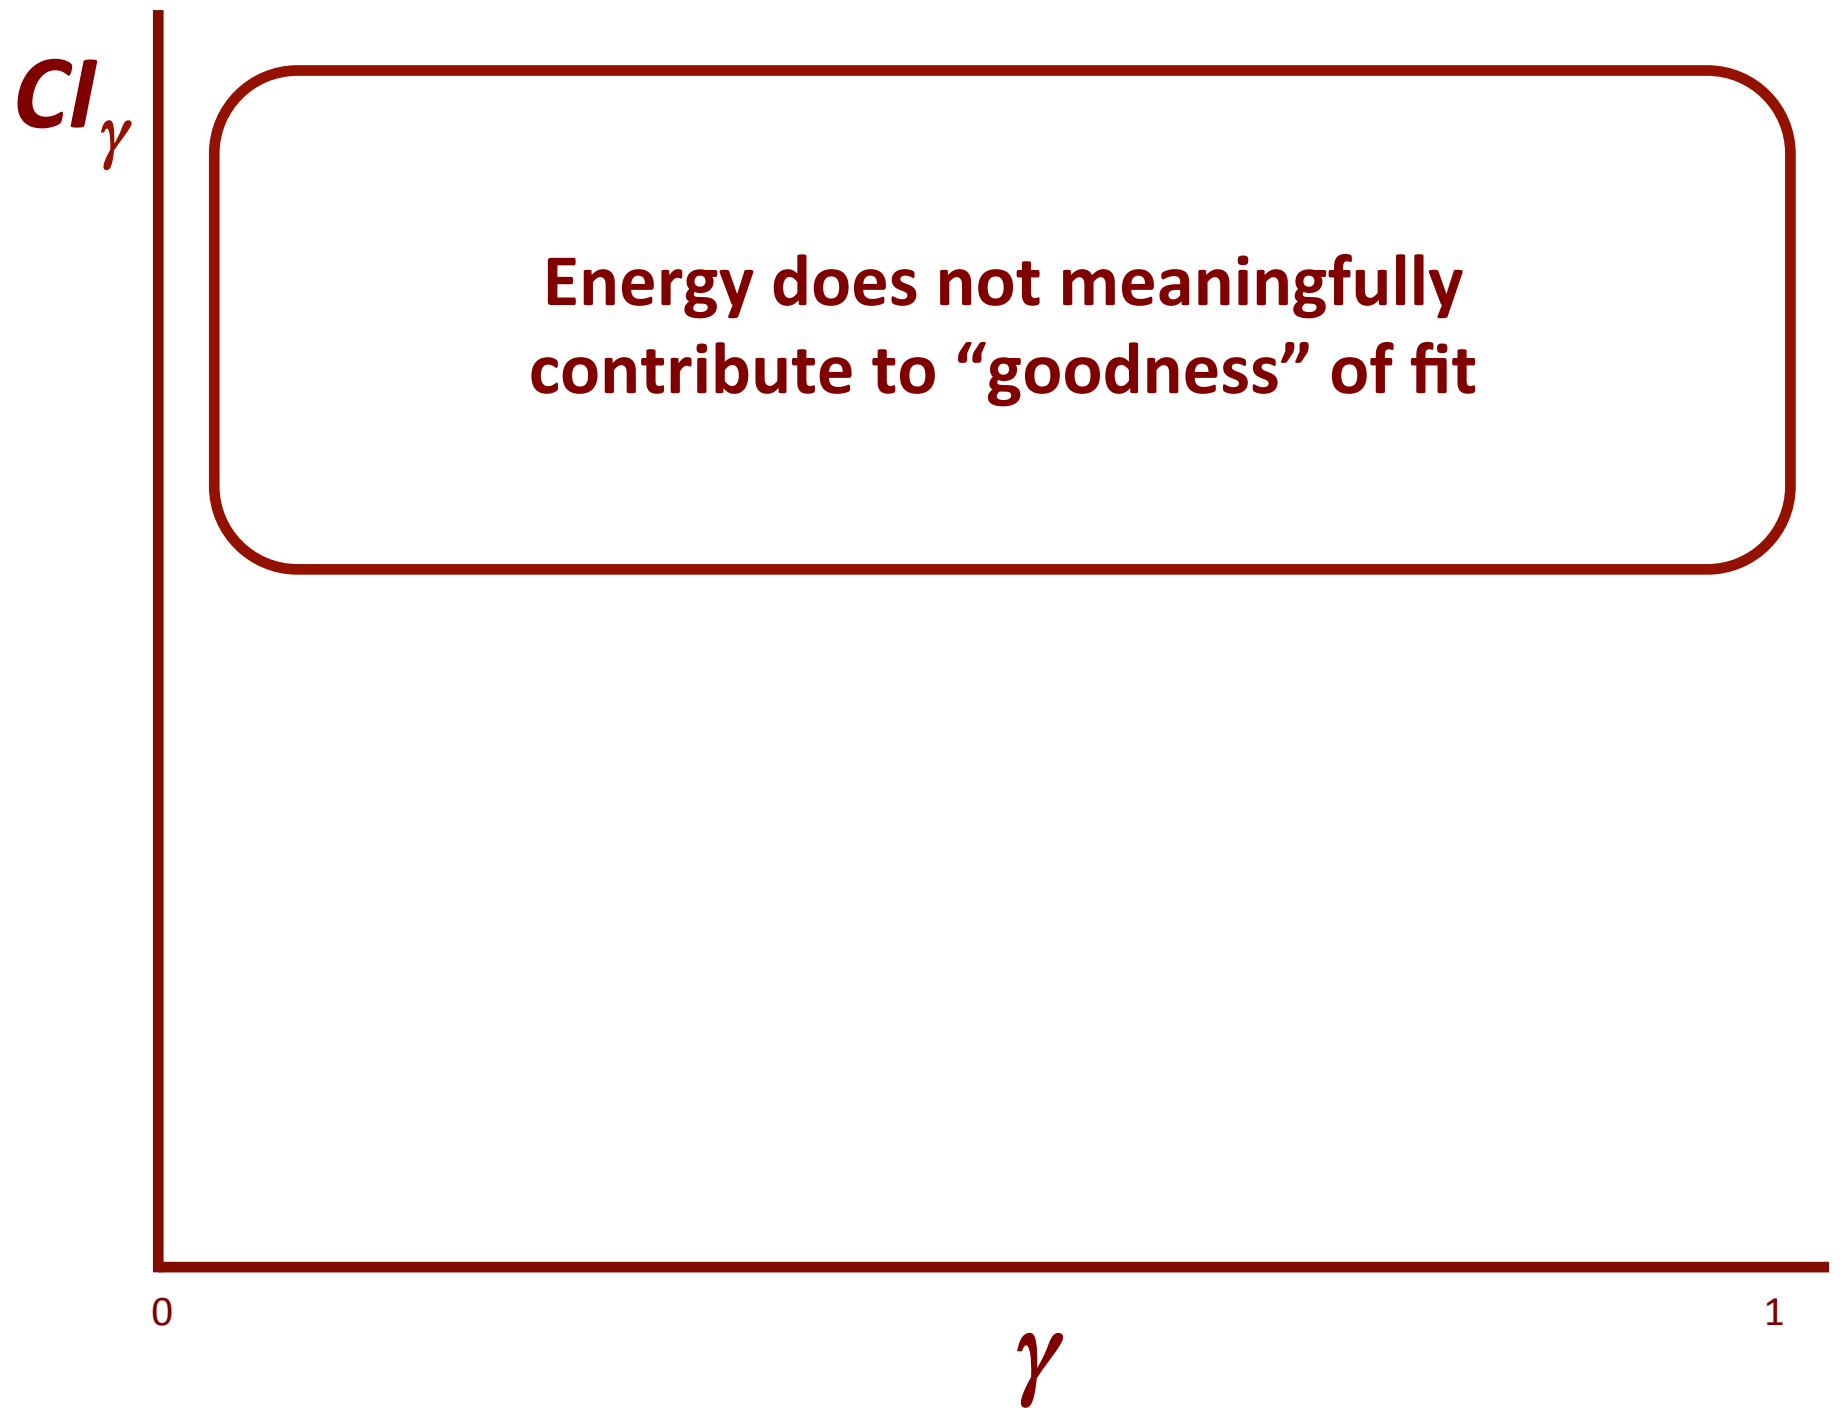 CIγ
Energy does not meaningfully
contribute to “goodness” of fit
0
1
γ